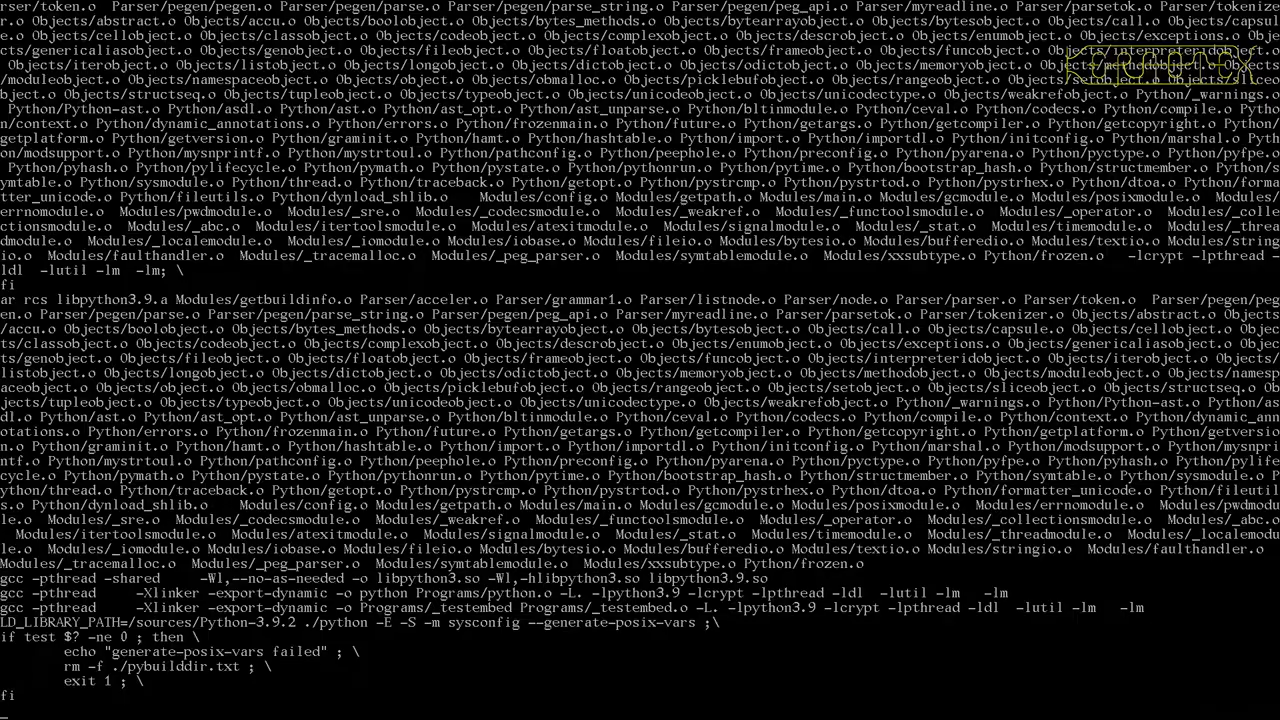 rser/token.o  Parser/pegen/pegen.o Parser/pegen/parse.o Parser/pegen/parse_string.o Parser/pegen/peg_api.o Parser/myreadline.o Parser/parsetok.o Parser/tokenize
r.o Objects/abstract.o Objects/accu.o Objects/boolobject.o Objects/bytes_methods.o Objects/bytearrayobject.o Objects/bytesobject.o Objects/call.o Objects/capsul
e.o Objects/cellobject.o Objects/classobject.o Objects/codeobject.o Objects/complexobject.o Objects/descrobject.o Objects/enumobject.o Objects/exceptions.o Obje
cts/genericaliasobject.o Objects/genobject.o Objects/fileobject.o Objects/floatobject.o Objects/frameobject.o Objects/funcobject.o
.o Objects/iterobject.o Objects/listobject.o Objects/longobject.o Objects/dictobject.o Objects/odictobject.o Objects/memoryobject.o
/moduleobject.o Objects/namespaceobject.o Objects/obmalloc.o Objects/picklebufobject.o Objects/rangeobject.o
.o Objects/structseq.o Objects/tupleobject.o Objects/typeobject.o Objects/unicodeobject.o Objects/unicodectype.o Objects/weakrefobject.o Python/_warnings.o
Python/Python-ast.o Python/asdl.o Python/ast.o Python/ast_opt.o Python/ast_unparse.o Python/bltinmodule.o Python/ceval.o Python/codecs.o Python/compile.o Pytho
n/context.o Python/dynamic_annotations.o Python/errors.o Python/frozenmain.o Python/future.o Python/getargs.o Python/getcompiler.o Python/getcopyright.o Python/
getplatform.o Python/getversion.o Python/graminit.o Python/hamt.o Python/hashtable.o Python/import.o Python/importdl.o Python/initconfig.o Python/marshal.o Pyth
on/modsupport.o Python/mysnprintf.o Python/mystrtoul.o Python/pathconfig.o Python/peephole.o Python/preconfig.o Python/pyarena.o Python/pyctype.o Python/pyfpe.o
Python/pyhash.o Python/pylifecycle.o Python/pymath.o Python/pystate.o Python/pythonrun.o Python/pytime.o Python/bootstrap_hash.o Python/structmember.o Python/s
ymtable.o Python/sysmodule.o Python/thread.o Python/traceback.o Python/getopt.o Python/pystrcmp.o Python/pystrtod.o Python/pystrhex.o Python/dtoa.o Python/forma
tter_unicode.o Python/fileutils.o Python/dynload_shlib.o    Modules/config.o Modules/getpath.o Modules/main.o Modules/gcmodule.o Modules/posixmodule.o  Modules/
errnomodule.o  Modules/pwdmodule.o  Modules/_sre.o  Modules/_codecsmodule.o  Modules/_weakref.o  Modules/_functoolsmodule.o  Modules/_operator.o  Modules/_colle
ctionsmodule.o  Modules/_abc.o  Modules/itertoolsmodule.o  Modules/atexitmodule.o  Modules/signalmodule.o  Modules/_stat.o  Modules/timemodule.o  Modules/_threa
dmodule.o  Modules/_localemodule.o  Modules/_iomodule.o Modules/iobase.o Modules/fileio.o Modules/bytesio.o Modules/bufferedio.o Modules/textio.o Modules/string
io.o  Modules/faulthandler.o  Modules/_tracemalloc.o  Modules/_peg_parser.o  Modules/symtablemodule.o  Modules/xxsubtype.o Python/frozen.o   -lcrypt -lpthread -
ldl  -lutil -lm  -lm; \
fi
ar rcs libpython3.9.a Modules/getbuildinfo.o Parser/acceler.o Parser/grammar1.o Parser/listnode.o Parser/node.o Parser/parser.o Parser/token.o  Parser/pegen/peg
en.o Parser/pegen/parse.o Parser/pegen/parse_string.o Parser/pegen/peg_api.o Parser/myreadline.o Parser/parsetok.o Parser/tokenizer.o Objects/abstract.o Objects
/accu.o Objects/boolobject.o Objects/bytes_methods.o Objects/bytearrayobject.o Objects/bytesobject.o Objects/call.o Objects/capsule.o Objects/cellobject.o Objec
ts/classobject.o Objects/codeobject.o Objects/complexobject.o Objects/descrobject.o Objects/enumobject.o Objects/exceptions.o Objects/genericaliasobject.o Objec
ts/genobject.o Objects/fileobject.o Objects/floatobject.o Objects/frameobject.o Objects/funcobject.o Objects/interpreteridobject.o Objects/iterobject.o Objects/
listobject.o Objects/longobject.o Objects/dictobject.o Objects/odictobject.o Objects/memoryobject.o Objects/methodobject.o Objects/moduleobject.o Objects/namesp
aceobject.o Objects/object.o Objects/obmalloc.o Objects/picklebufobject.o Objects/rangeobject.o Objects/setobject.o Objects/sliceobject.o Objects/structseq.o Ob
jects/tupleobject.o Objects/typeobject.o Objects/unicodeobject.o Objects/unicodectype.o Objects/weakrefobject.o Python/_warnings.o Python/Python-ast.o Python/as
dl.o Python/ast.o Python/ast_opt.o Python/ast_unparse.o Python/bltinmodule.o Python/ceval.o Python/codecs.o Python/compile.o Python/context.o Python/dynamic_ann
otations.o Python/errors.o Python/frozenmain.o Python/future.o Python/getargs.o Python/getcompiler.o Python/getcopyright.o Python/getplatform.o Python/getversio
n.o Python/graminit.o Python/hamt.o Python/hashtable.o Python/import.o Python/importdl.o Python/initconfig.o Python/marshal.o Python/modsupport.o Python/mysnpri
ntf.o Python/mystrtoul.o Python/pathconfig.o Python/peephole.o Python/preconfig.o Python/pyarena.o Python/pyctype.o Python/pyfpe.o Python/pyhash.o Python/pylife
cycle.o Python/pymath.o Python/pystate.o Python/pythonrun.o Python/pytime.o Python/bootstrap_hash.o Python/structmember.o Python/symtable.o Python/sysmodule.o P
ython/thread.o Python/traceback.o Python/getopt.o Python/pystrcmp.o Python/pystrtod.o Python/pystrhex.o Python/dtoa.o Python/formatter_unicode.o Python/fileutil
s.o Python/dynload_shlib.o    Modules/config.o Modules/getpath.o Modules/main.o Modules/gcmodule.o Modules/posixmodule.o  Modules/errnomodule.o  Modules/pwdmodu
le.o  Modules/_sre.o  Modules/_codecsmodule.o  Modules/_weakref.o  Modules/_functoolsmodule.o  Modules/_operator.o  Modules/_collectionsmodule.o  Modules/_abc.o
  Modules/itertoolsmodule.o  Modules/atexitmodule.o  Modules/signalmodule.o  Modules/_stat.o  Modules/timemodule.o  Modules/_threadmodule.o  Modules/_localemodu
le.o  Modules/_iomodule.o Modules/iobase.o Modules/fileio.o Modules/bytesio.o Modules/bufferedio.o Modules/textio.o Modules/stringio.o  Modules/faulthandler.o
Modules/_tracemalloc.o  Modules/_peg_parser.o  Modules/symtablemodule.o  Modules/xxsubtype.o Python/frozen.o
gcc -pthread -shared     -Wl,--no-as-needed -o libpython3.so -Wl,-hlibpython3.so libpython3.9.so
gcc -pthread     -Xlinker -export-dynamic -o python Programs/python.o -L. -lpython3.9 -lcrypt -lpthread -ldl  -lutil -lm   -lm
gcc -pthread     -Xlinker -export-dynamic -o Programs/_testembed Programs/_testembed.o -L. -lpython3.9 -lcrypt -lpthread -ldl  -lutil -lm   -lm
LD_LIBRARY_PATH=/sources/Python-3.9.2 ./python -E -S -m sysconfig --generate-posix-vars ;\
if test $? -ne 0 ; then \
        echo "generate-posix-vars failed" ; \
        rm -f ./pybuilddir.txt ; \
        exit 1 ; \
fi